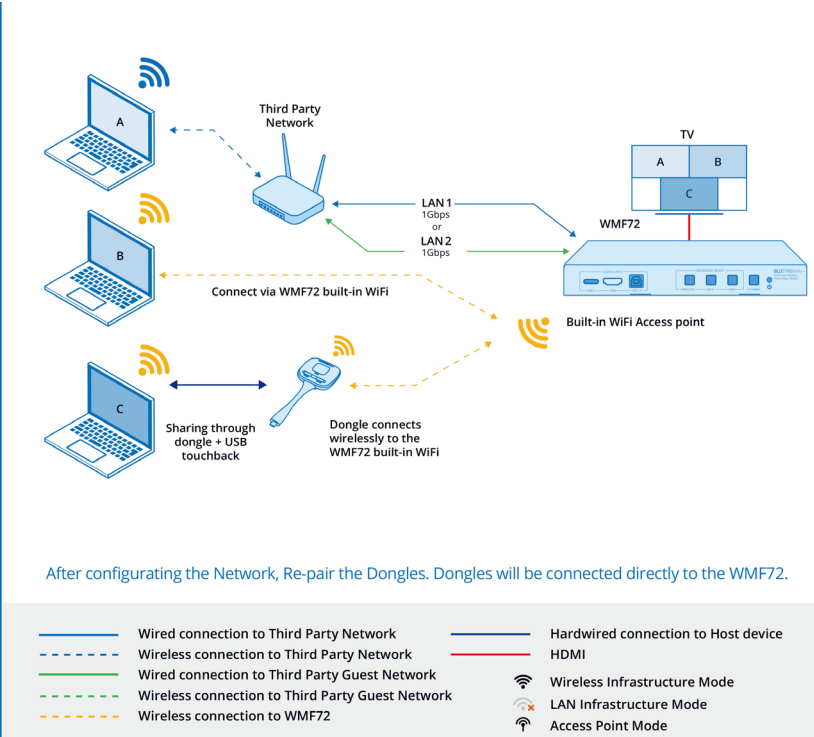 A
Third Party
Network
TV
A
B
C
LAN 1
1Gbps
or
LAN 2
1Gbps
WMF72
BLUSTREAM
B
Connect via WMF72 built-in WiFi
Built-in WiFi Access point
C
Sharing through
dongle + USB
touchback
Dongle connects
wirelessly to the
WMF72 built-in WiFi
After configurating the Network, Re-pair the Dongles. Dongles will be connected directly to the WMF72.
Wired connection to Third Party Network
Wireless connection to Third Party Network
Wired connection to Third Party Guest Network
Wireless connection to Third Party Guest Network
Wireless connection to WMF72
Hardwired connection to Host device
HDMI
Wireless Infrastructure Mode
LAN Infrastructure Mode
Access Point Mode